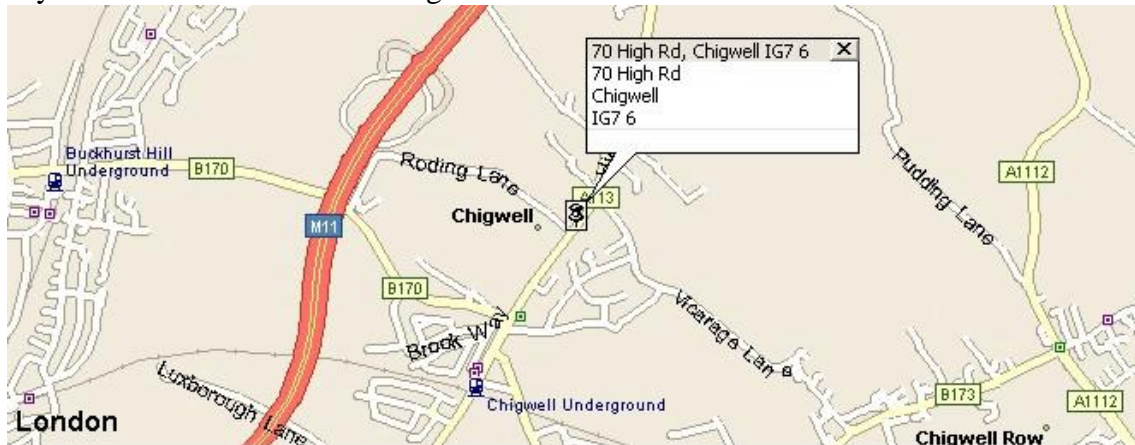 70 High Rd, Chigwell IG7 6
70 High Rd
Chigwell
IG7 6
Buckhurst Hill
Underground
B170
Roding Lane
A113
Pudding Lane
A1112
Chigwell
M11
B170
Brook Way
Vicarage Lane
Luxborough Lane
Chigwell Underground
B173
A1112
London
Chigwell Row